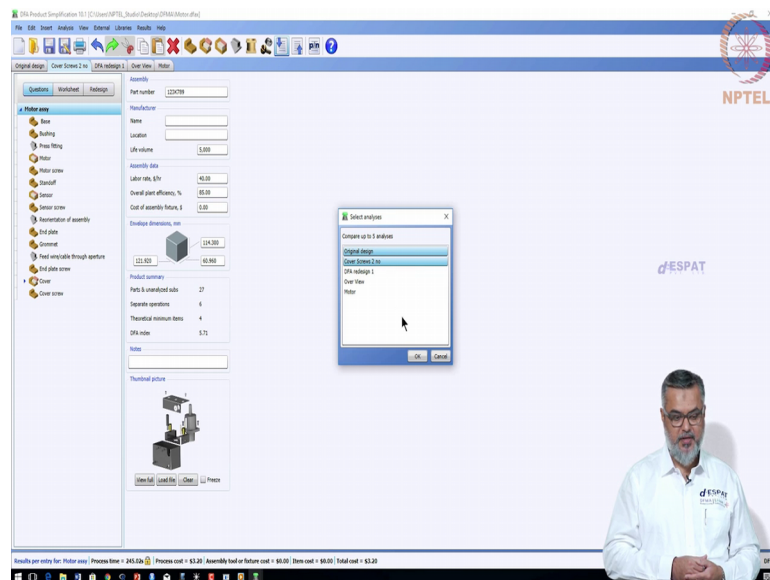 DFA Product Simplification 10.1 [C:\Users\NPTEL_Studio\Desktop\DFMA\Motor.dfax]
File Edit Insert Analysis View External Libraries Results Help
Original design Cover Screws 2 no DFA redesign 1 Over View Motor
Questions Worksheet Redesign
Motor assy
Base
Bushing
Press fitting
Motor
Motor screw
Standoff
Sensor
Sensor screw
Reorientation of assembly
End plate
Grommet
Feed wire/cable through aperture
End plate screw
Cover
Cover screw
Assembly
Part number 123X789
Manufacturer
Name
Location
Life volume 5,000
Assembly data
Labor rate, $/hr 40.00
Overall plant efficiency, % 85.00
Cost of assembly fixture, $ 0.00
Envelope dimensions, mm
114.300
121.920 60.960
Product summary
Parts & unanalyzed subs 27
Separate operations 6
Theoretical minimum items 4
DFA index 5.71
Notes
Thumbnail picture
View full Load file Clear Freeze
Select analyses
Compare up to 5 analyses
Original design
Cover Screws 2 no
DFA redesign 1
Over View
Motor
OK Cancel
NPTEL
d-ESPAT
d-ESPAT
Results per entry for: Motor assy Process time = 245.02s Process cost = $3.20 Assembly tool or fixture cost = $0.00 Item cost = $0.00 Total cost = $3.20